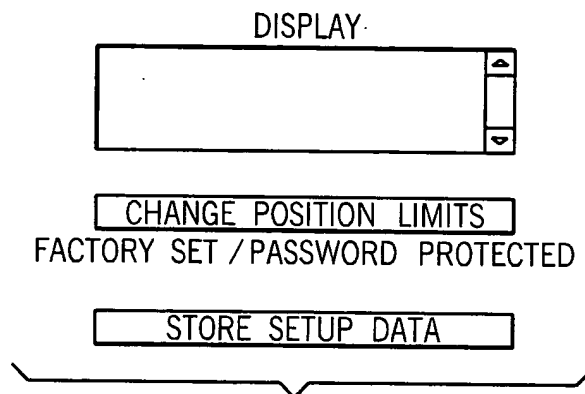 DISPLAY
CHANGE POSITION LIMITS
FACTORY SET / PASSWORD PROTECTED
STORE SETUP DATA